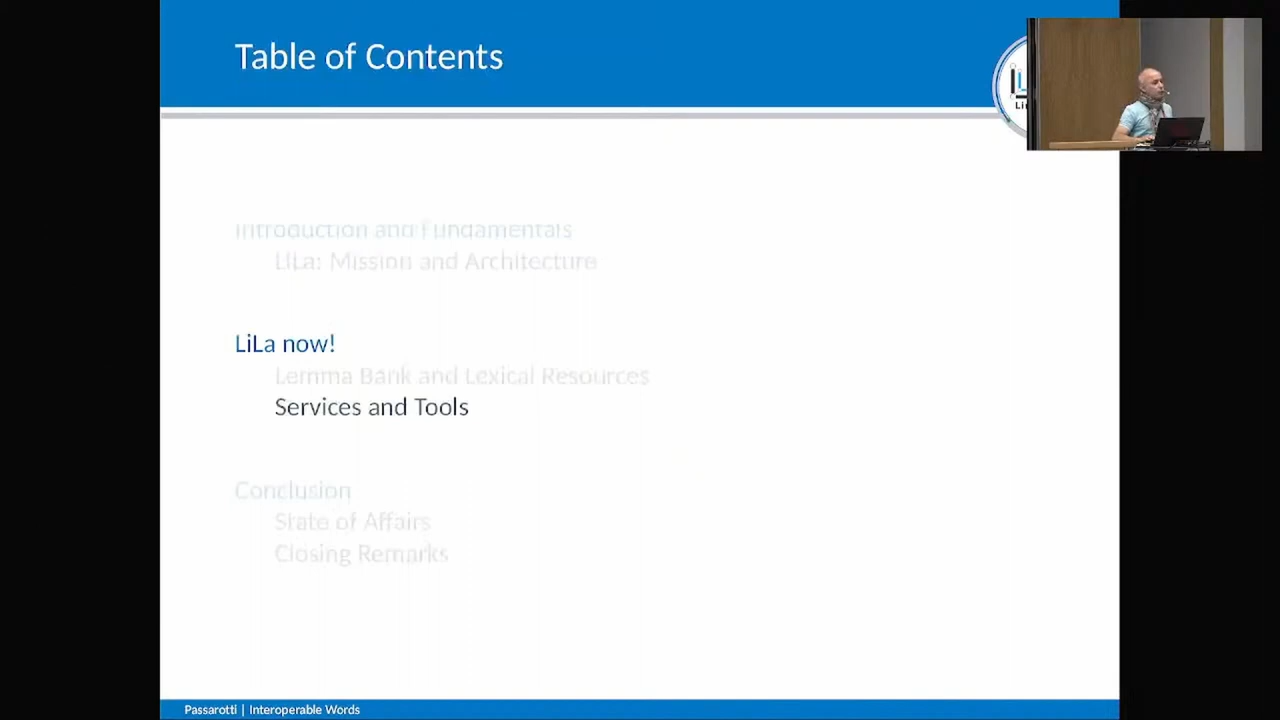 Table of Contents
Introduction and Fundamentals
LiLa: Mission and Architecture
LiLa now!
Lemma Bank and Lexical Resources
Services and Tools
Conclusion
State of Affairs
Closing Remarks
Passarotti | Interoperable Words